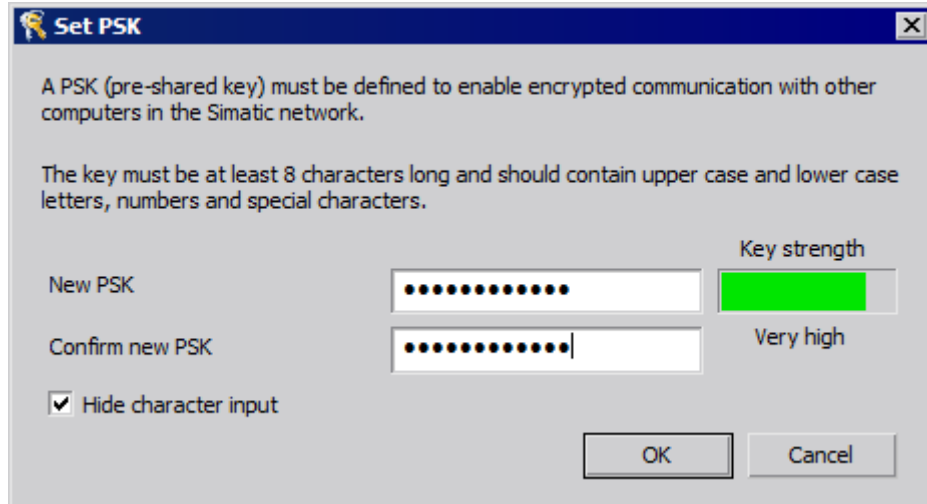 Set PSK
A PSK (pre-shared key) must be defined to enable encrypted communication with other
computers in the Simatic network.
The key must be at least 8 characters long and should contain upper case and lower case
letters, numbers and special characters.
Key strength
New PSK ●●●●●●●●●●●●
Confirm new PSK ●●●●●●●●●●●●
Very high
Hide character input
OK Cancel